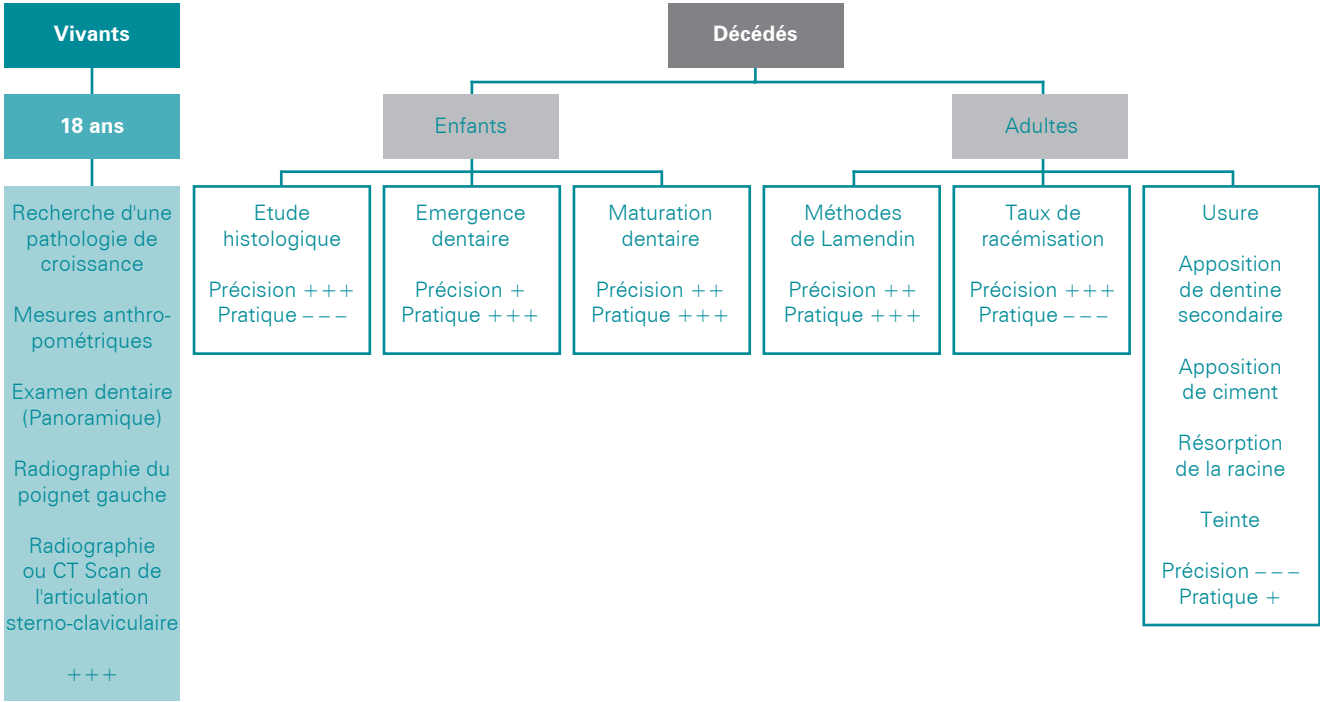 Vivants
18 ans
Recherche d'une
pathologie de
croissance
Mesures anthro-
pométriques
Examen dentaire
(Panoramique)
Radiographie du
poignet gauche
Radiographie
ou CT Scan de
l'articulation
sterno-claviculaire
+++
Décédés
Enfants
Etude
histologique
Précision +++
Pratique –––
Emergence
dentaire
Précision +
Pratique +++
Maturation
dentaire
Précision ++
Pratique +++
Adultes
Méthodes
de Lamendin
Précision ++
Pratique +++
Taux de
racémisation
Précision +++
Pratique –––
Usure
Apposition
de dentine
secondaire
Apposition
de ciment
Résorption
de la racine
Teinte
Précision –––
Pratique +